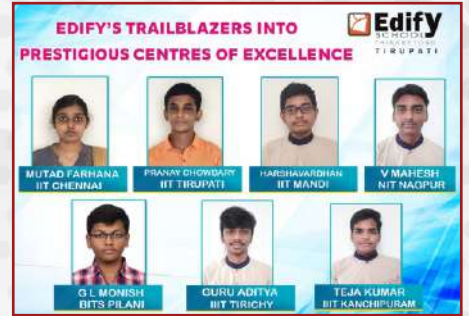 EDIFY'S TRAILBLAZERS INTO
PRESTIGIOUS CENTRES OF EXCELLENCE
Edify
SCHOOL
TIRUPATI
MUTAD FARHANA
IIT CHENNAI
PRANAY CHOWDARY
IIT TIRUPATI
HARSHAVARDHAN
IIT MANDI
V MAHESH
NIT NAGPUR
G L MONISH
BITS PILANI
GURU ADITYA
IIIT TIRICHY
TEJA KUMAR
IIIT KANCHIPURAM